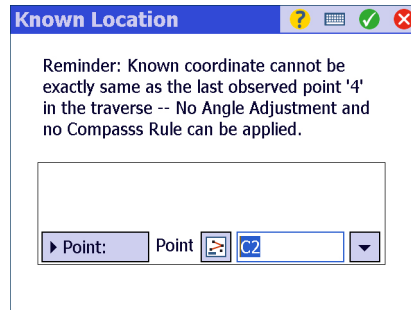 Known Location
Reminder: Known coordinate cannot be
exactly same as the last observed point '4'
in the traverse -- No Angle Adjustment and
no Compasss Rule can be applied.
Point: Point C2